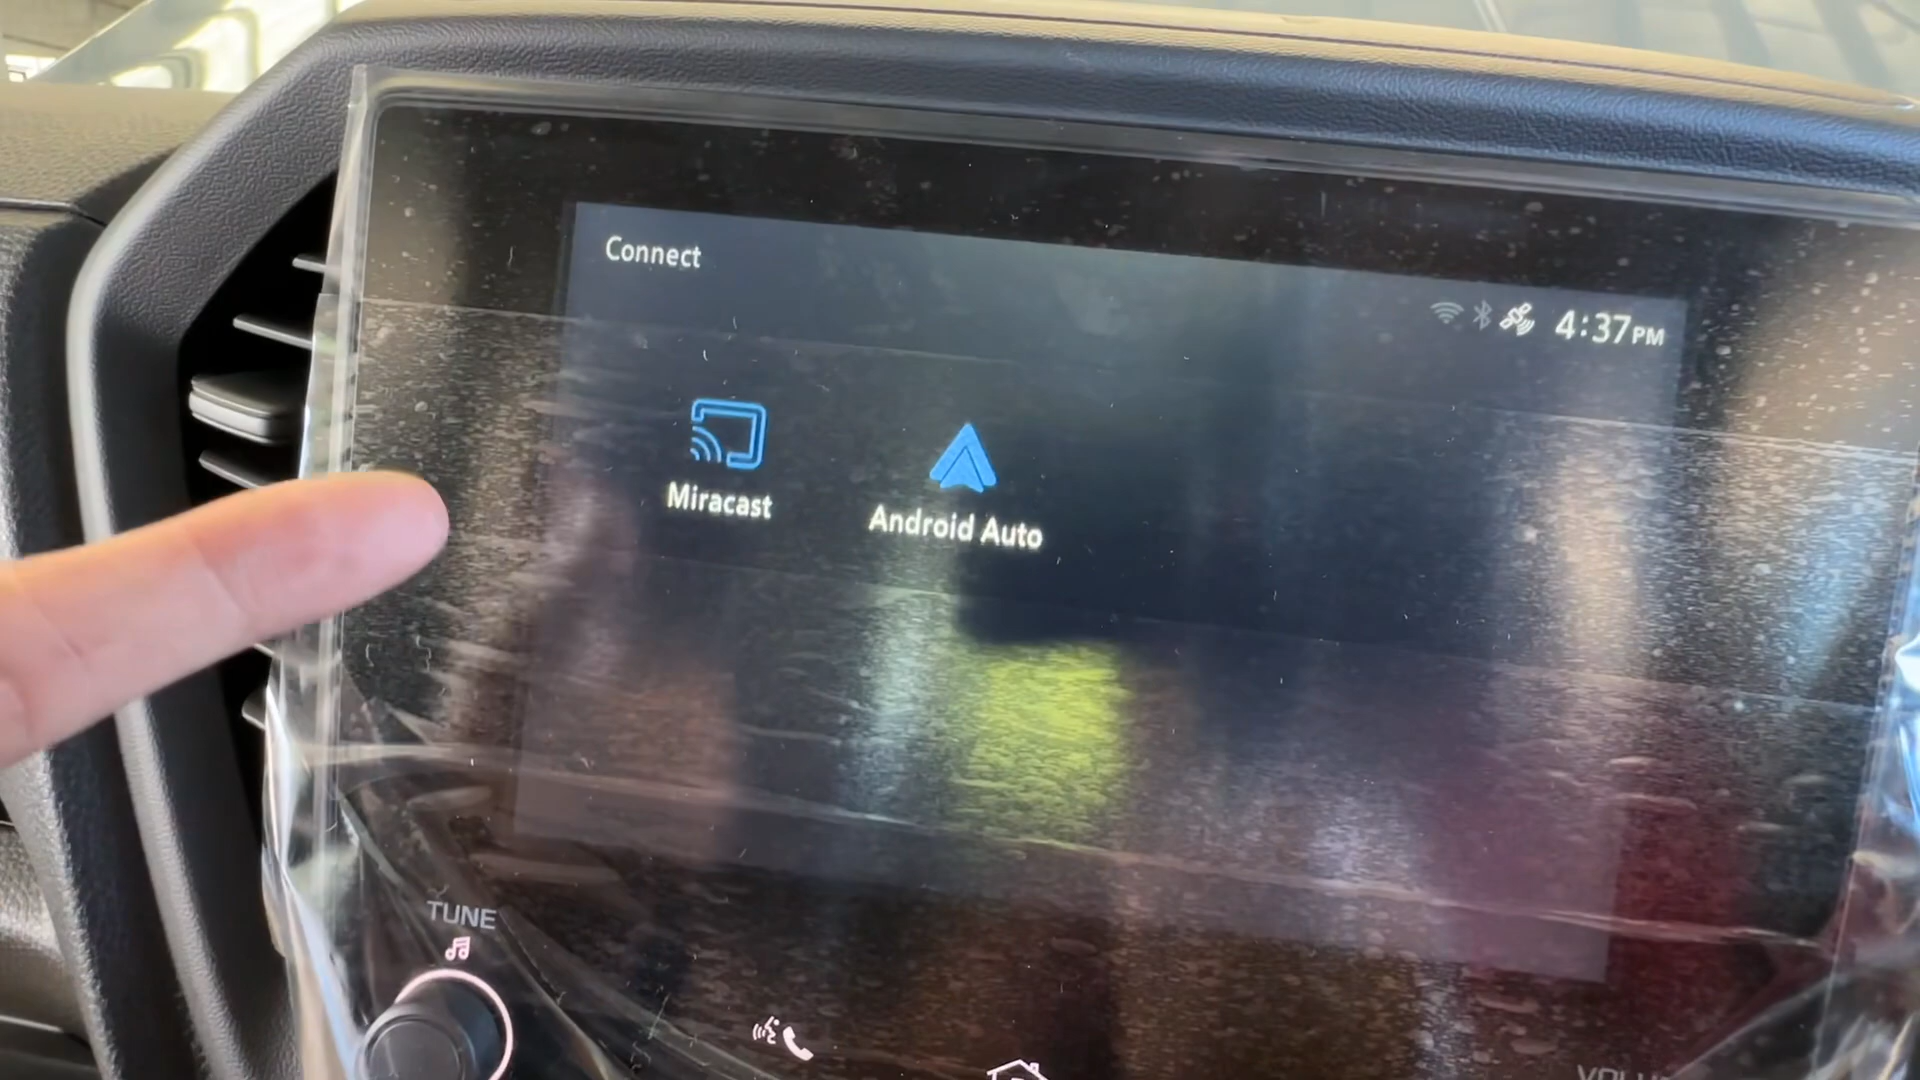 Connect
4:37PM
Miracast
Android Auto
TUNE